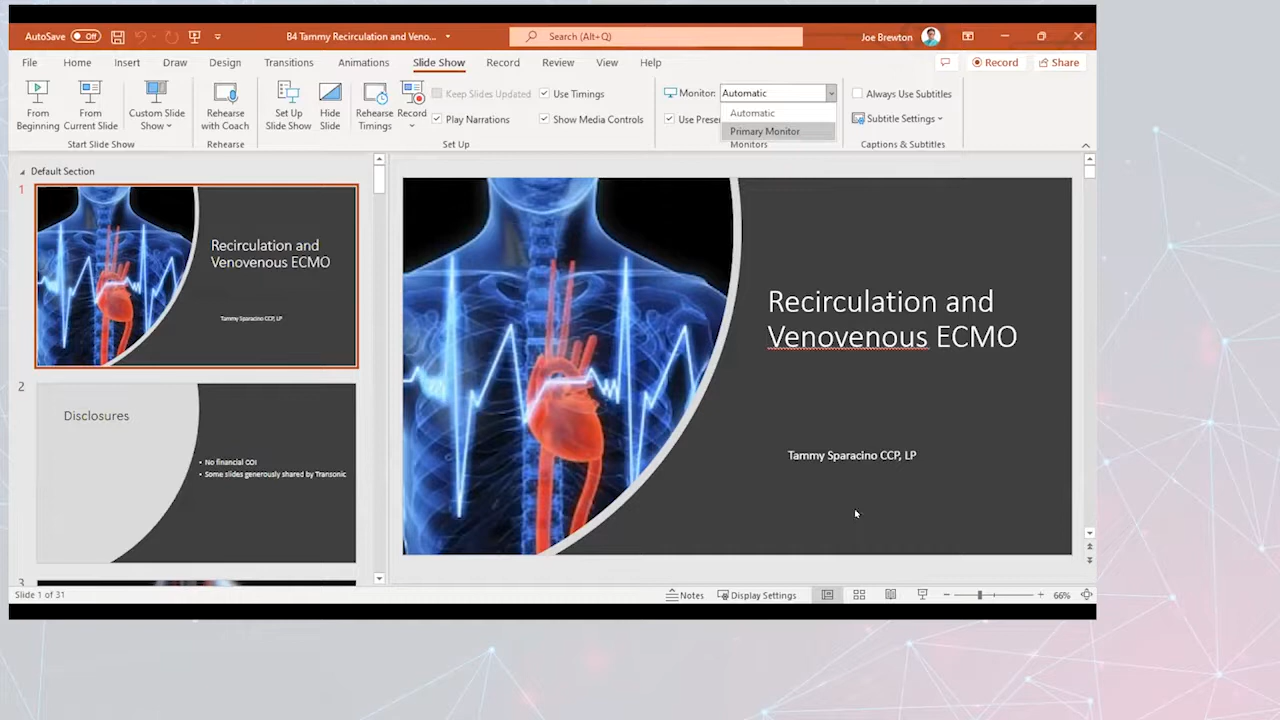 AutoSave Off B4 Tammy Recirculation and Veno... Search (Alt+Q) Joe Brewton
File Home Insert Draw Design Transitions Animations Slide Show Record Review View Help Record Share
From Beginning
From Current Slide
Custom Slide Show
Start Slide Show
Rehearse with Coach
Rehearse
Set Up Slide Show
Hide Slide
Rehearse Timings
Record
Keep Slides Updated
Play Narrations
Use Timings
Show Media Controls
Set Up
Monitor: Automatic
Automatic
Primary Monitor
Use Prese
Monitors
Always Use Subtitles
Subtitle Settings
Captions & Subtitles
Default Section
1
Recirculation and
Venovenous ECMO
Tammy Sparacino CCP, LP
2
Disclosures
• No financial COI
• Some slides generously shared by Transonic
3
Recirculation and
Venovenous ECMO
Tammy Sparacino CCP, LP
Slide 1 of 31 Notes Display Settings 66%